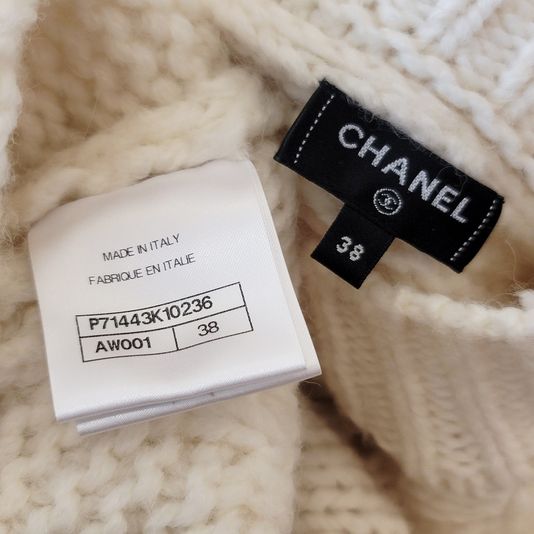 CHANEL
38
MADE IN ITALY
FABRIQUE EN ITALIE
P71443K10236
AW001 38